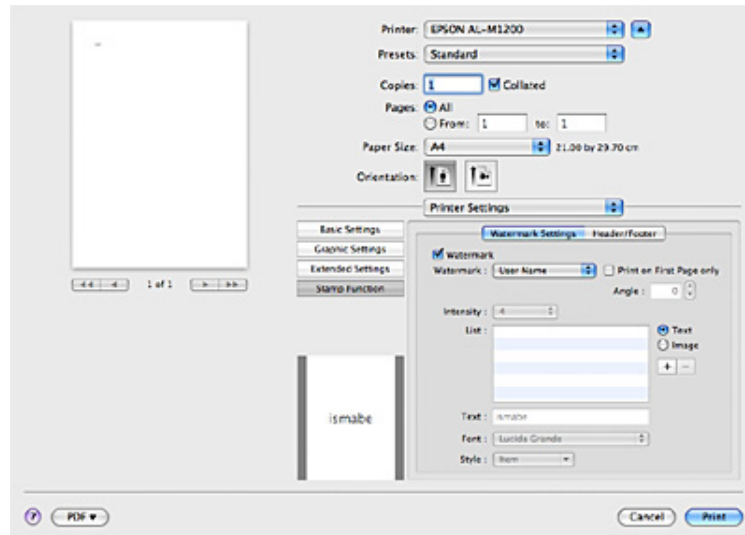 Printer: EPSON AL-M1200
Presets: Standard
Copies: 1 Collated
Pages: All
From: 1 to: 1
Paper Size: A4 21.00 by 29.70 cm
Orientation:
Printer Settings
Basic Settings
Graphic Settings
Extended Settings
Stamp Function
Watermark Settings Header/Footer
Watermark
Watermark : User Name Print on First Page only
Angle : 0
Intensity : 4
List : Text
Image
+ -
Text : ismabe
Font : Lucida Grande
Style : Item
1 of 1
ismabe
? PDF ▼ Cancel Print